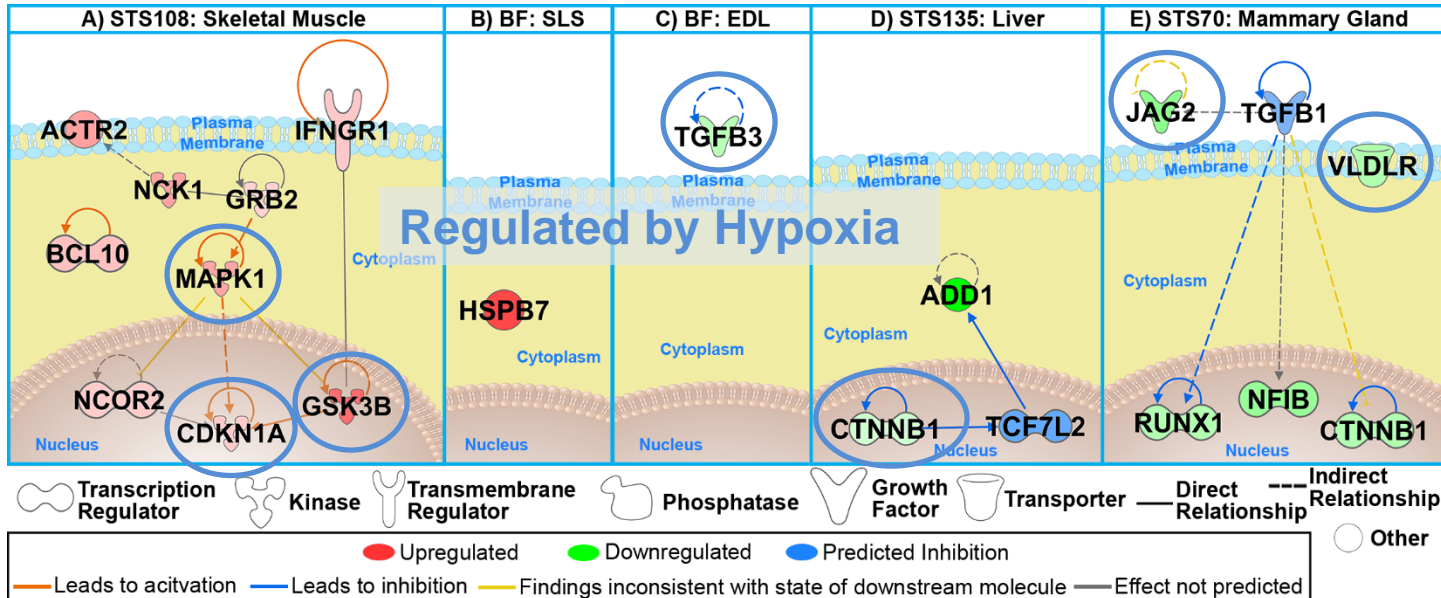 A) STS108: Skeletal Muscle
B) BF: SLS
C) BF: EDL
D) STS135: Liver
E) STS70: Mammary Gland
ACTR2
IFNGR1
Plasma
Membrane
NCK1
GRB2
BCL10
MAPK1
Cytoplasm
NCOR2
CDKN1A
GSK3B
Nucleus
Plasma
Membrane
HSPB7
Cytoplasm
Nucleus
TGFB3
Plasma
Membrane
Cytoplasm
Nucleus
Regulated by Hypoxia
Plasma
Membrane
ADD1
Cytoplasm
CTNNB1
TCF7L2
Nucleus
JAG2
TGFB1
Plasma
Membrane
VLDLR
Cytoplasm
RUNX1
NFIB
CTNNB1
Nucleus
Transcription
Regulator
Kinase
Transmembrane
Regulator
Phosphatase
Growth
Factor
Transporter
Direct
Relationship
Indirect
Relationship
Other
Upregulated
Downregulated
Predicted Inhibition
Leads to acitvation
Leads to inhibition
Findings inconsistent with state of downstream molecule
Effect not predicted